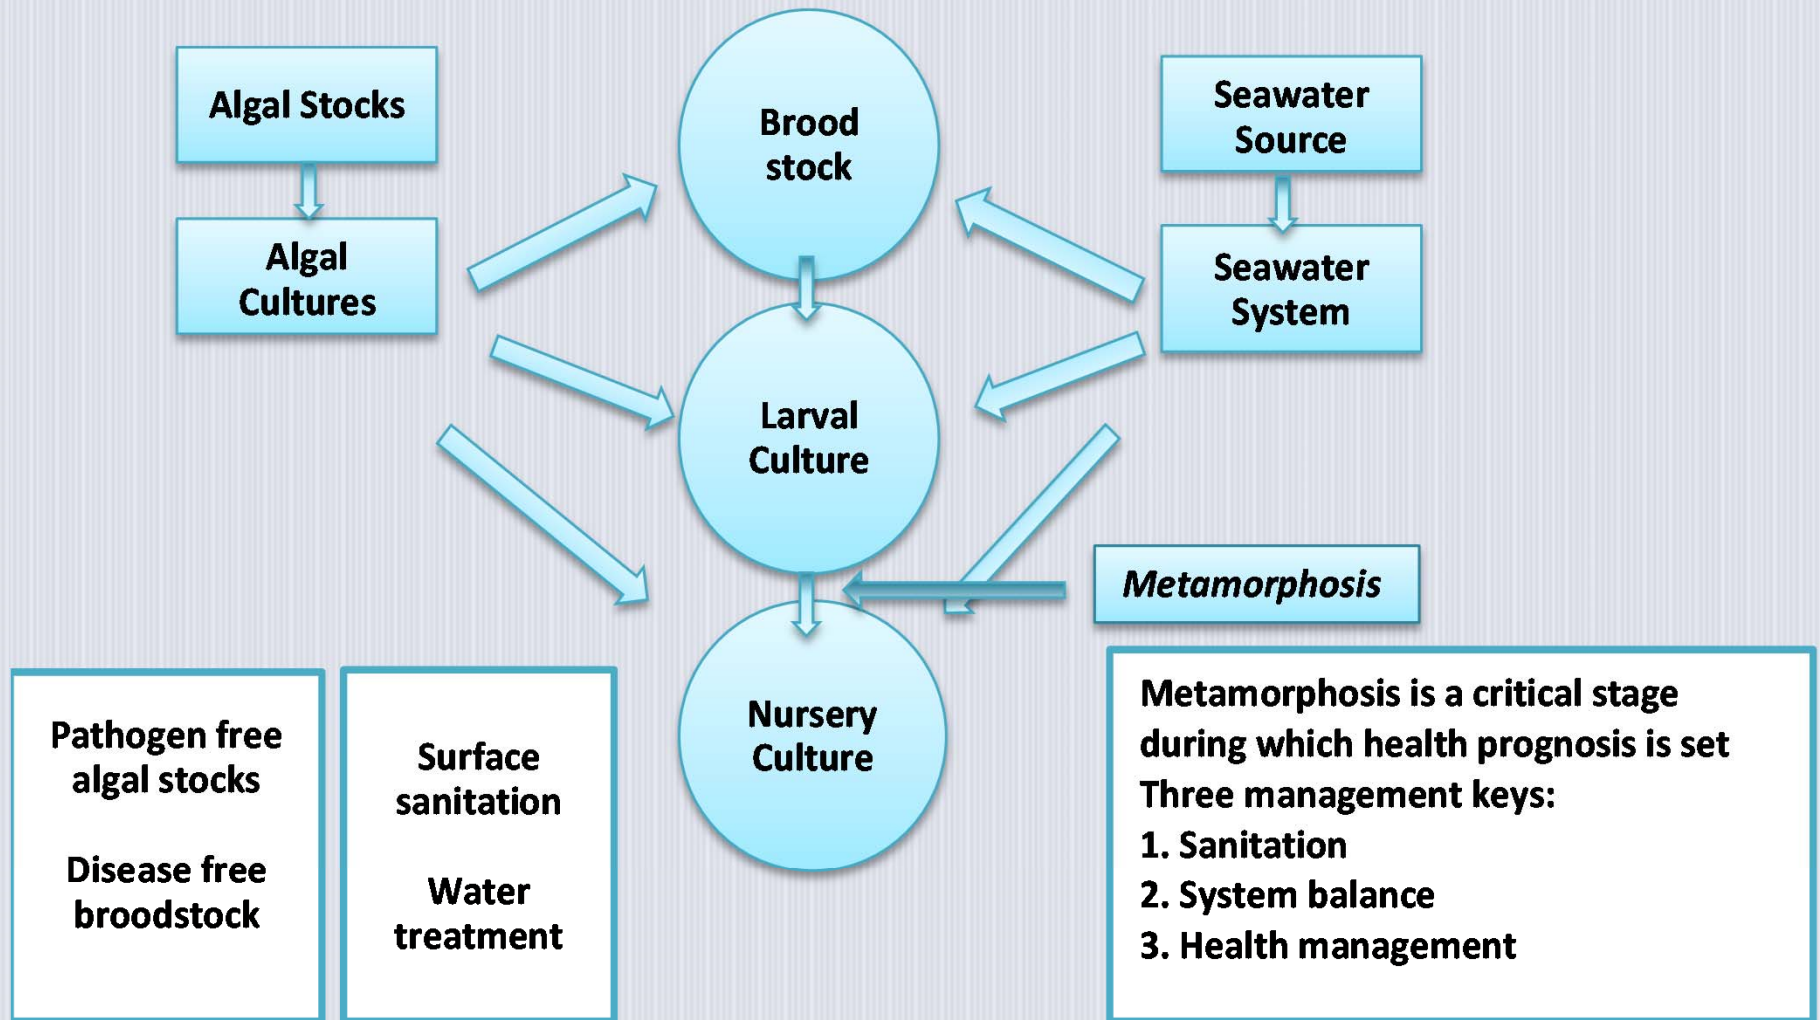 Algal Stocks
Algal
Cultures
Brood
stock
Seawater
Source
Seawater
System
Larval
Culture
Metamorphosis
Nursery
Culture
Pathogen free
algal stocks
Disease free
broodstock
Surface
sanitation
Water
treatment
Metamorphosis is a critical stage
during which health prognosis is set
Three management keys:
1. Sanitation
2. System balance
3. Health management